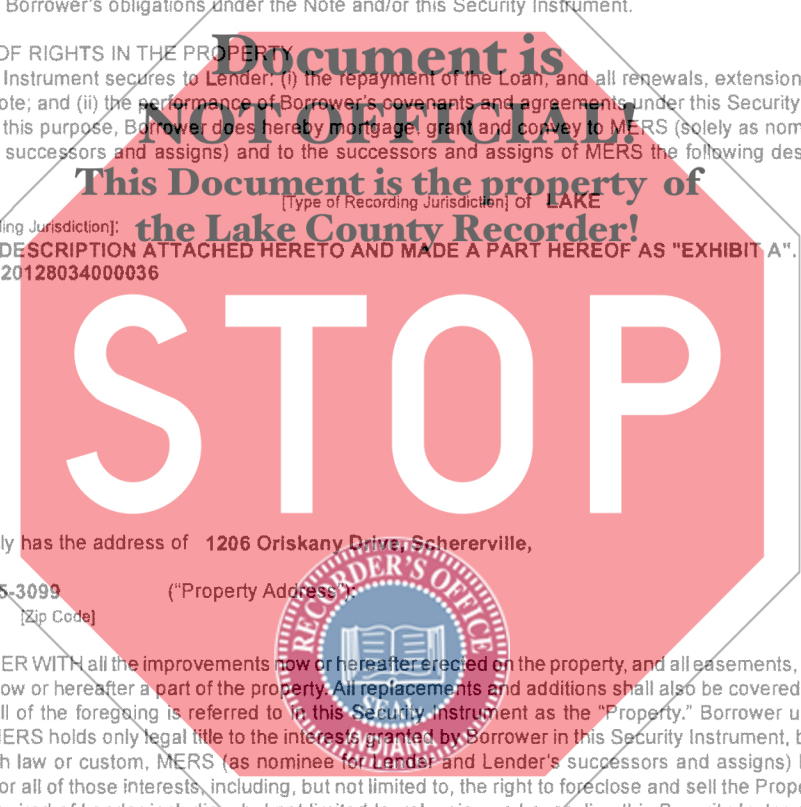 Borrower's obligations under the Note and/or this Security Instrument.
OF RIGHTS IN THE PROPERTY
Document is
Instrument secures to Lender: (i) the repayment of the Loan, and all renewals, extension
ote; and (ii) the performance of Borrower's covenants and agreements under this Security
NOT OFFICIAL!
this purpose, Borrower does hereby mortgage, grant and convey to MERS (solely as nom
successors and assigns) and to the successors and assigns of MERS the following des
This Document is the property of
[Type of Recording Jurisdiction] of LAKE
ding Jurisdiction]:
the Lake County Recorder!
DESCRIPTION ATTACHED HERETO AND MADE A PART HEREOF AS "EXHIBIT A".
20128034000036
STOP
ly has the address of 1206 Oriskany Drive, Schererville,
5-3099 ("Property Address"):
[Zip Code]
RECORDER'S OFFICE
SEAL
INDIANA
ER WITH all the improvements now or hereafter erected on the property, and all easements,
ow or hereafter a part of the property. All replacements and additions shall also be covered
ll of the foregoing is referred to in this Security Instrument as the "Property." Borrower u
MERS holds only legal title to the interests granted by Borrower in this Security Instrument, b
h law or custom, MERS (as nominee for Lender and Lender's successors and assigns)
or all of those interests, including, but not limited to, the right to foreclose and sell the Prop